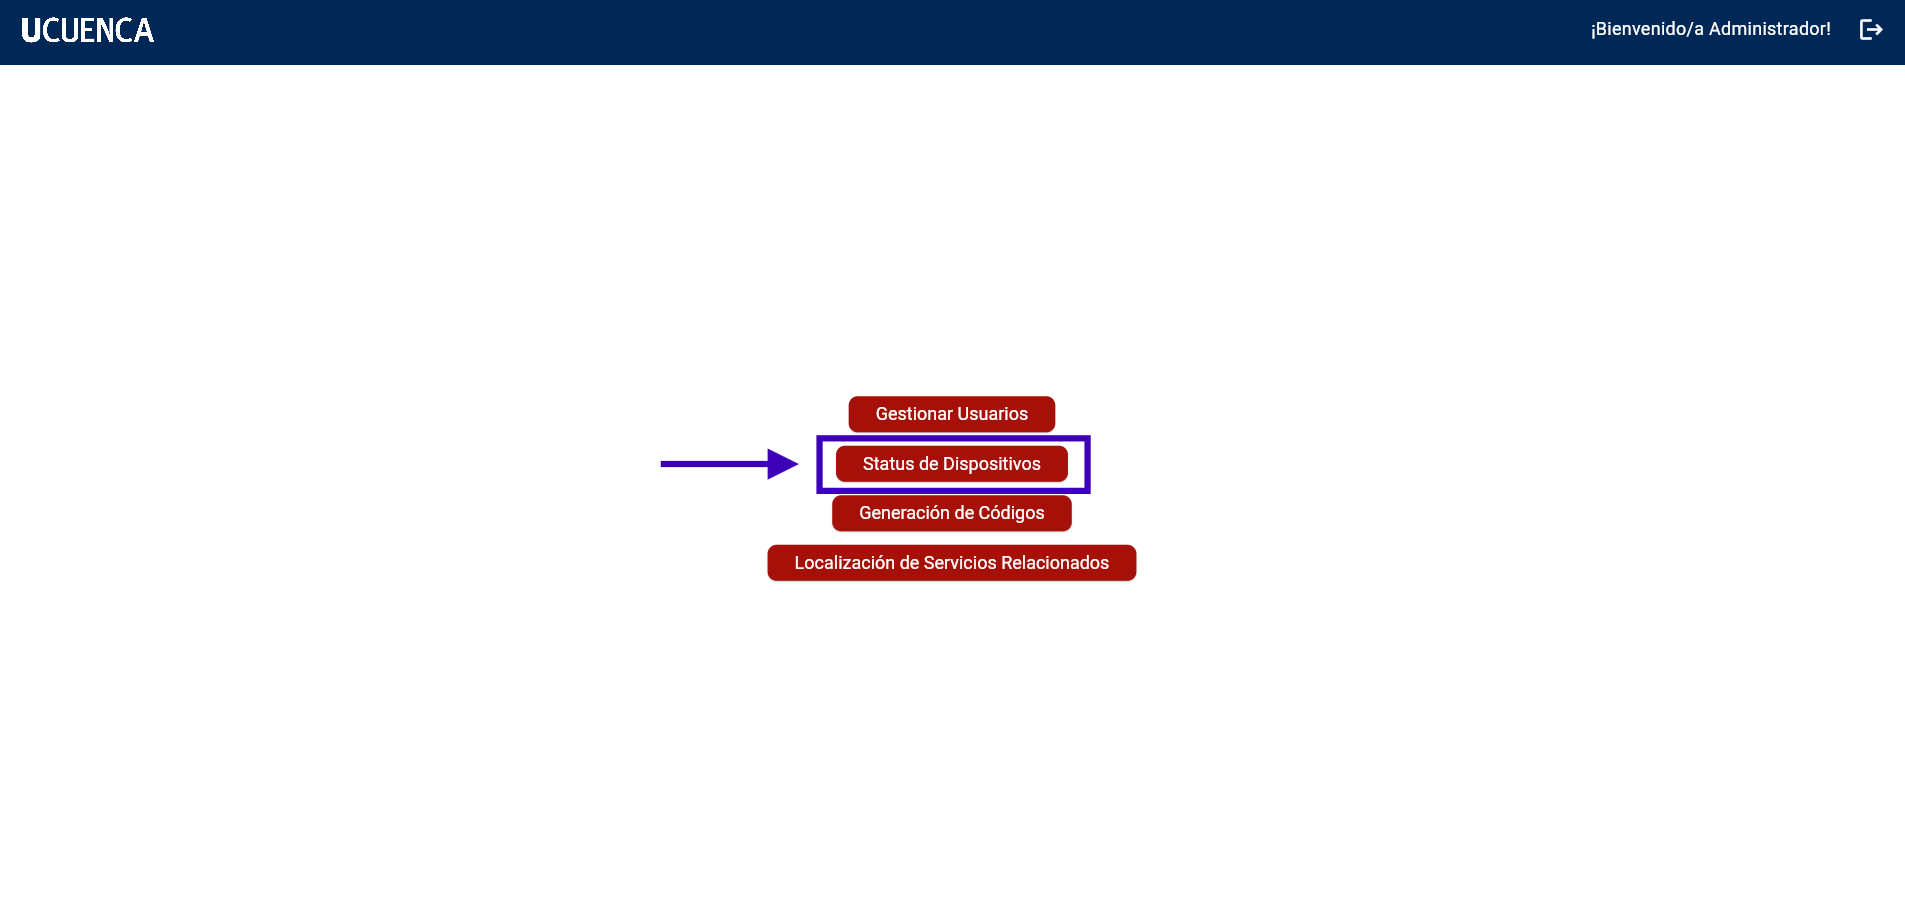 UCUENCA
¡Bienvenido/a Administrador!
Gestionar Usuarios
Status de Dispositivos
Generación de Códigos
Localización de Servicios Relacionados